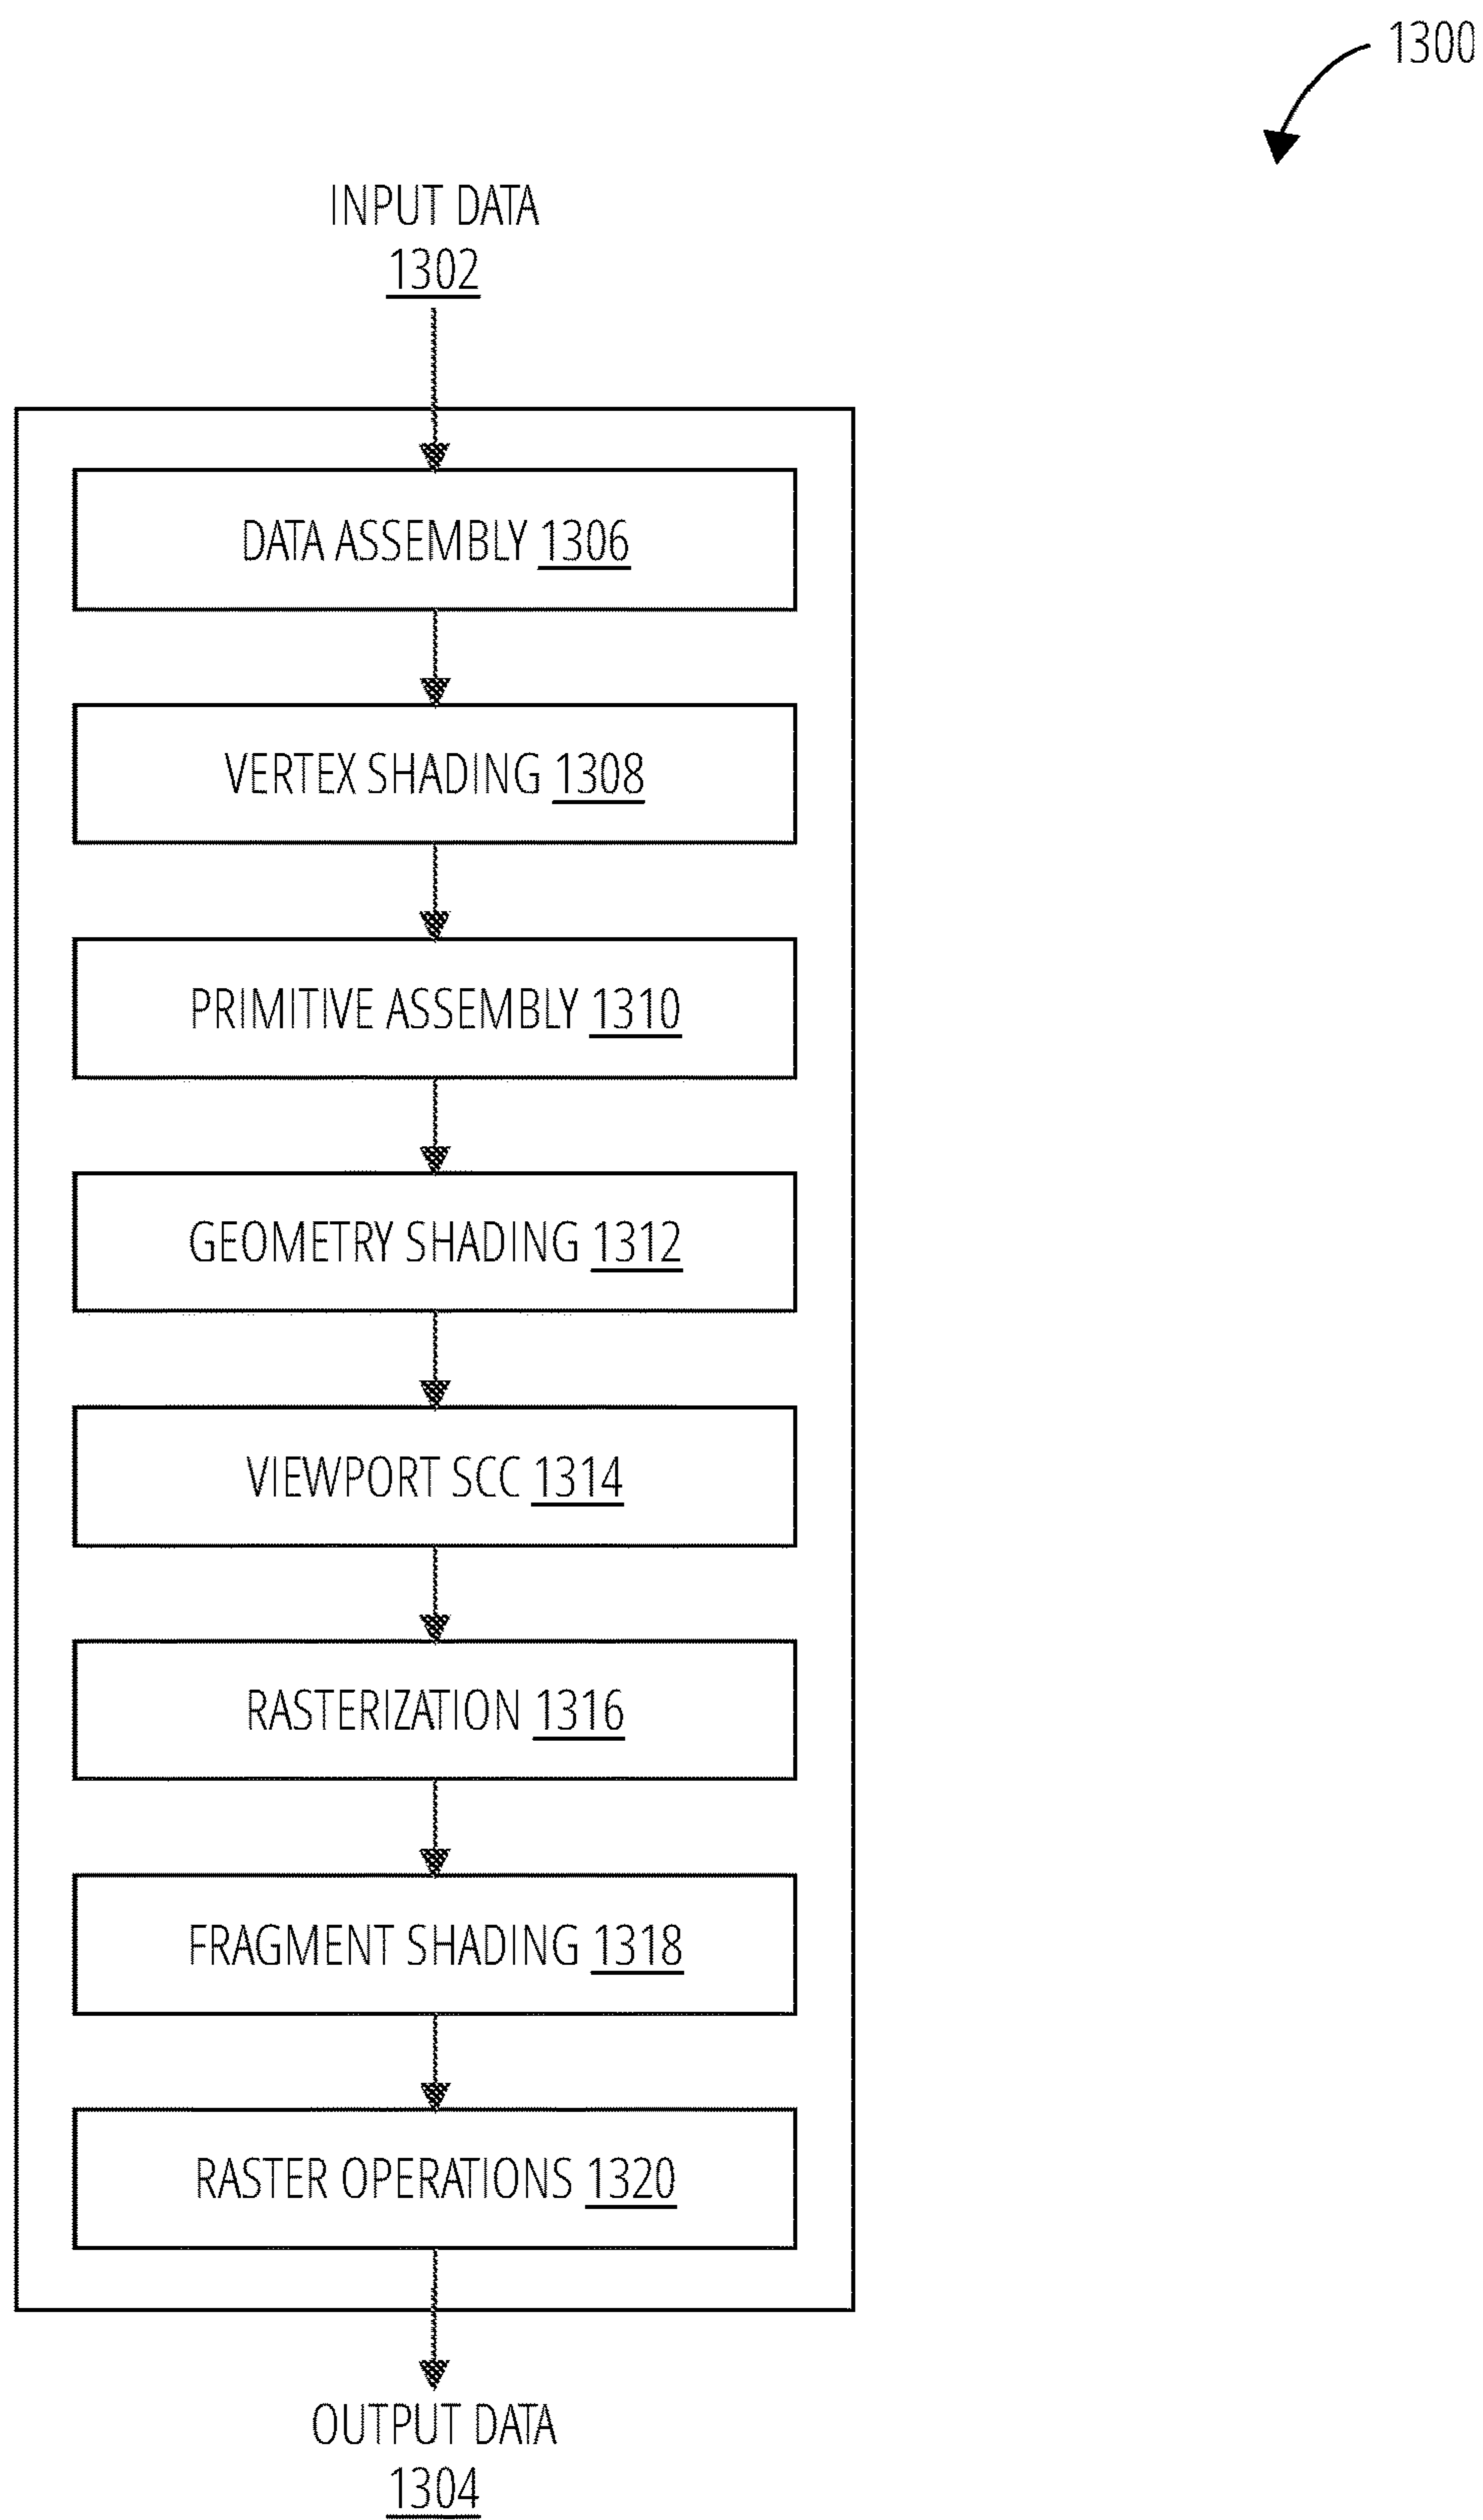 1300
INPUT DATA
1302
DATA ASSEMBLY 1306
VERTEX SHADING 1308
PRIMITIVE ASSEMBLY 1310
GEOMETRY SHADING 1312
VIEWPORT SCC 1314
RASTERIZATION 1316
FRAGMENT SHADING 1318
RASTER OPERATIONS 1320
OUTPUT DATA
1304